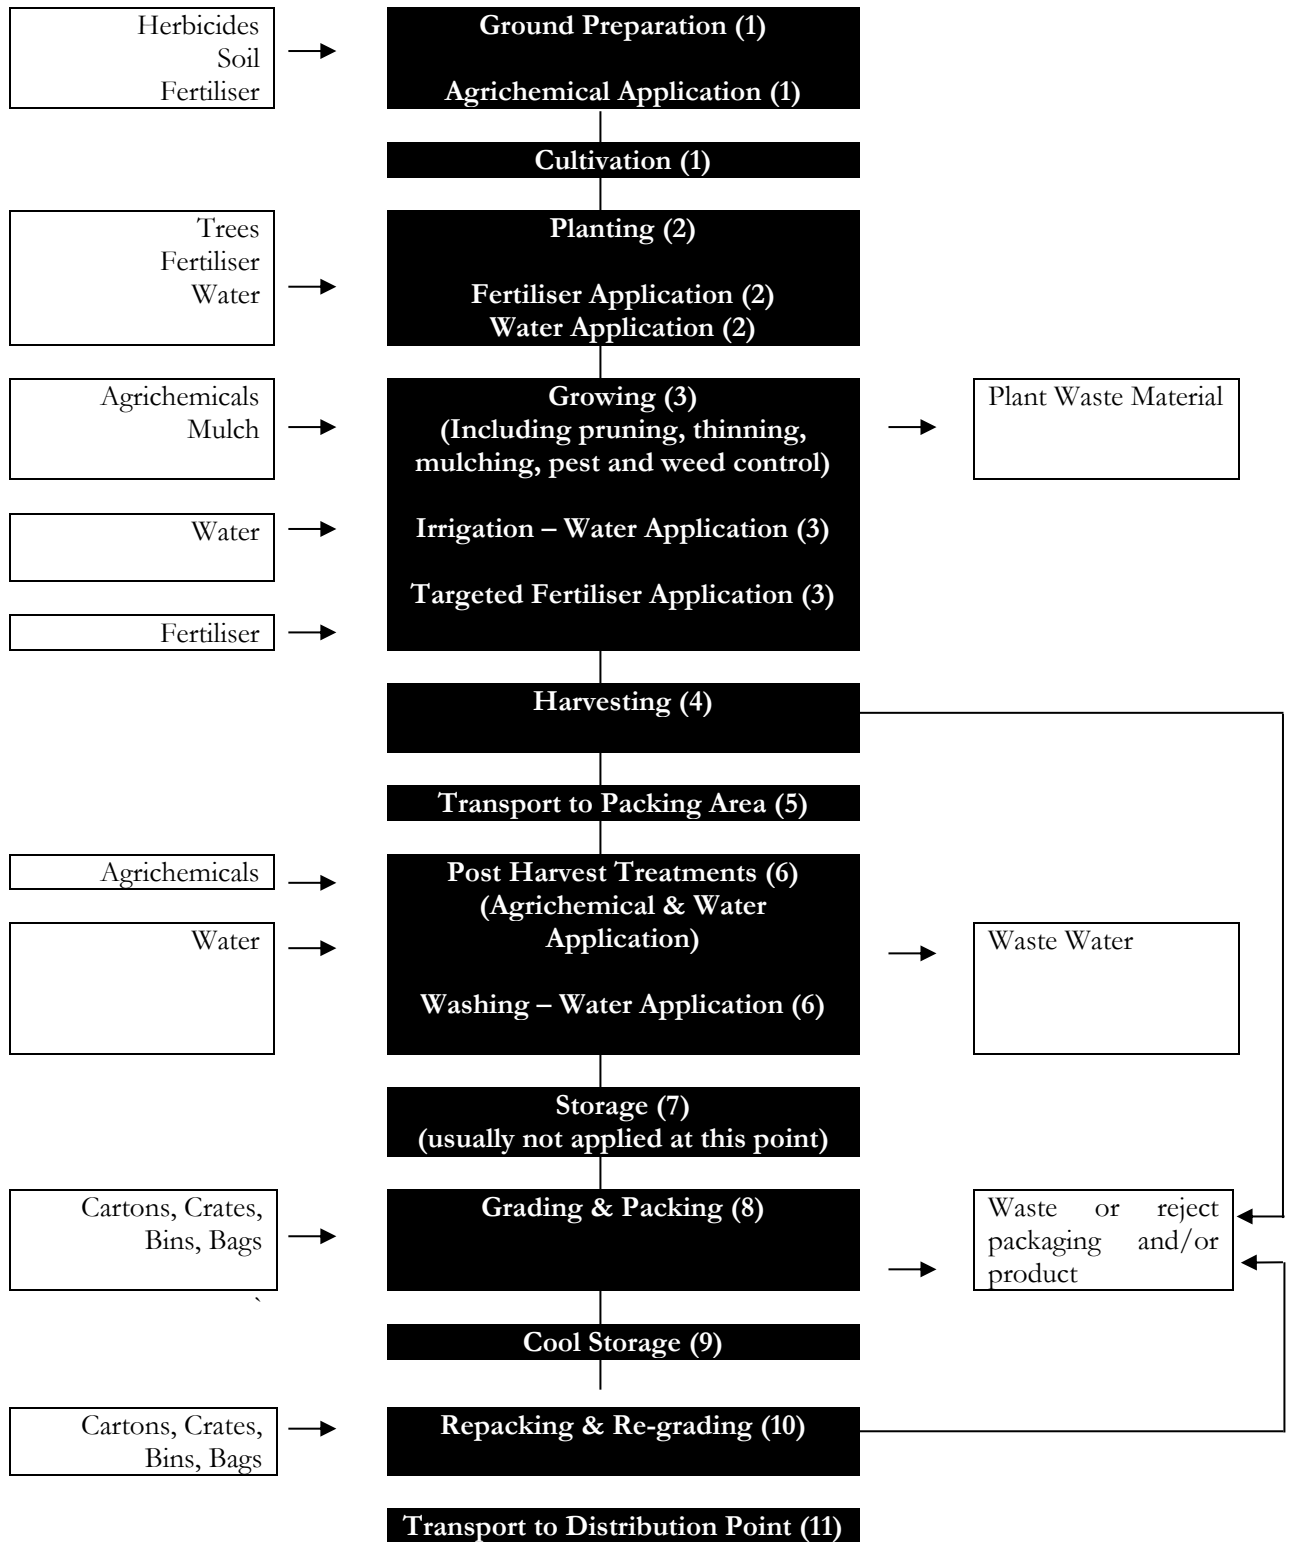 Herbicides
Soil
Fertiliser
Ground Preparation (1)
Agrichemical Application (1)
Cultivation (1)
Trees
Fertiliser
Water
Planting (2)
Fertiliser Application (2)
Water Application (2)
Agrichemicals
Mulch
Growing (3)
(Including pruning, thinning,
mulching, pest and weed control)
Plant Waste Material
Water
Irrigation – Water Application (3)
Targeted Fertiliser Application (3)
Fertiliser
Harvesting (4)
Transport to Packing Area (5)
Agrichemicals
Post Harvest Treatments (6)
(Agrichemical & Water
Application)
Water
Waste Water
Washing – Water Application (6)
Storage (7)
(usually not applied at this point)
Cartons, Crates,
Bins, Bags
`
Grading & Packing (8)
Waste or reject
packaging and/or
product
Cool Storage (9)
Cartons, Crates,
Bins, Bags
Repacking & Re-grading (10)
Transport to Distribution Point (11)